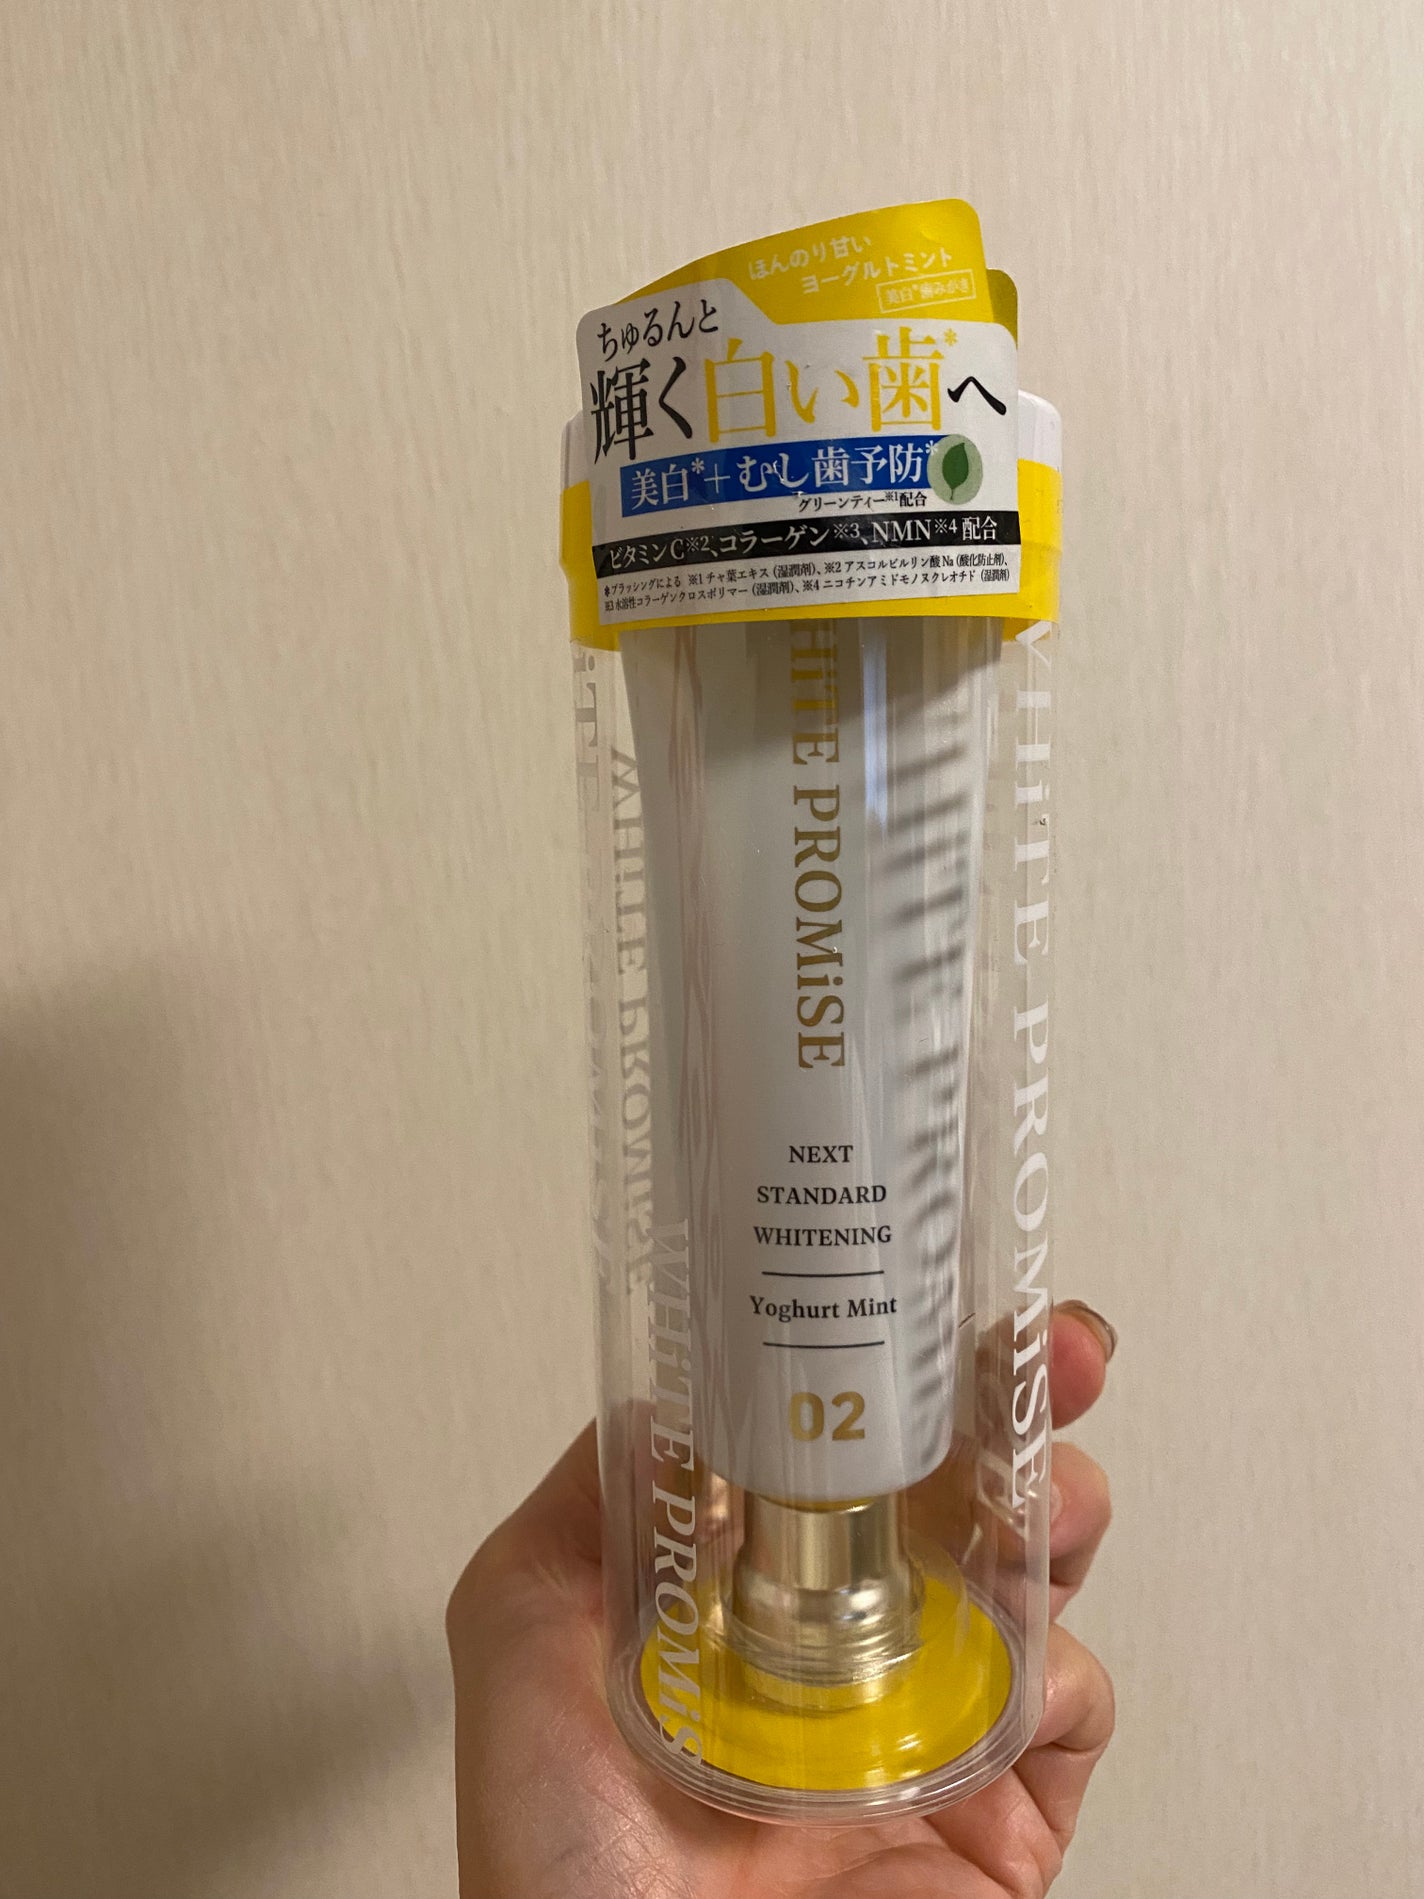 ほんのり甘い
ヨーグルトミント
美白*歯みがき
ちゅるんと
輝く白い歯*へ
美白*+むし歯予防*
グリーンティー※1配合
ビタミンC※2、コラーゲン※3、NMN※4配合
*ブラッシングによる ※1 チャ葉エキス（湿潤剤）、※2 アスコルビルリン酸Na（酸化防止剤）、
※3 水溶性コラーゲンクロスポリマー（湿潤剤）、※4 ニコチンアミドモノヌクレオチド（湿潤剤）
HiTE PROMiSE
NEXT
STANDARD
WHITENING
Yoghurt Mint
02
WHiTE PROMiSE
WHiTE PROMiS
WHiTE PROMiSE